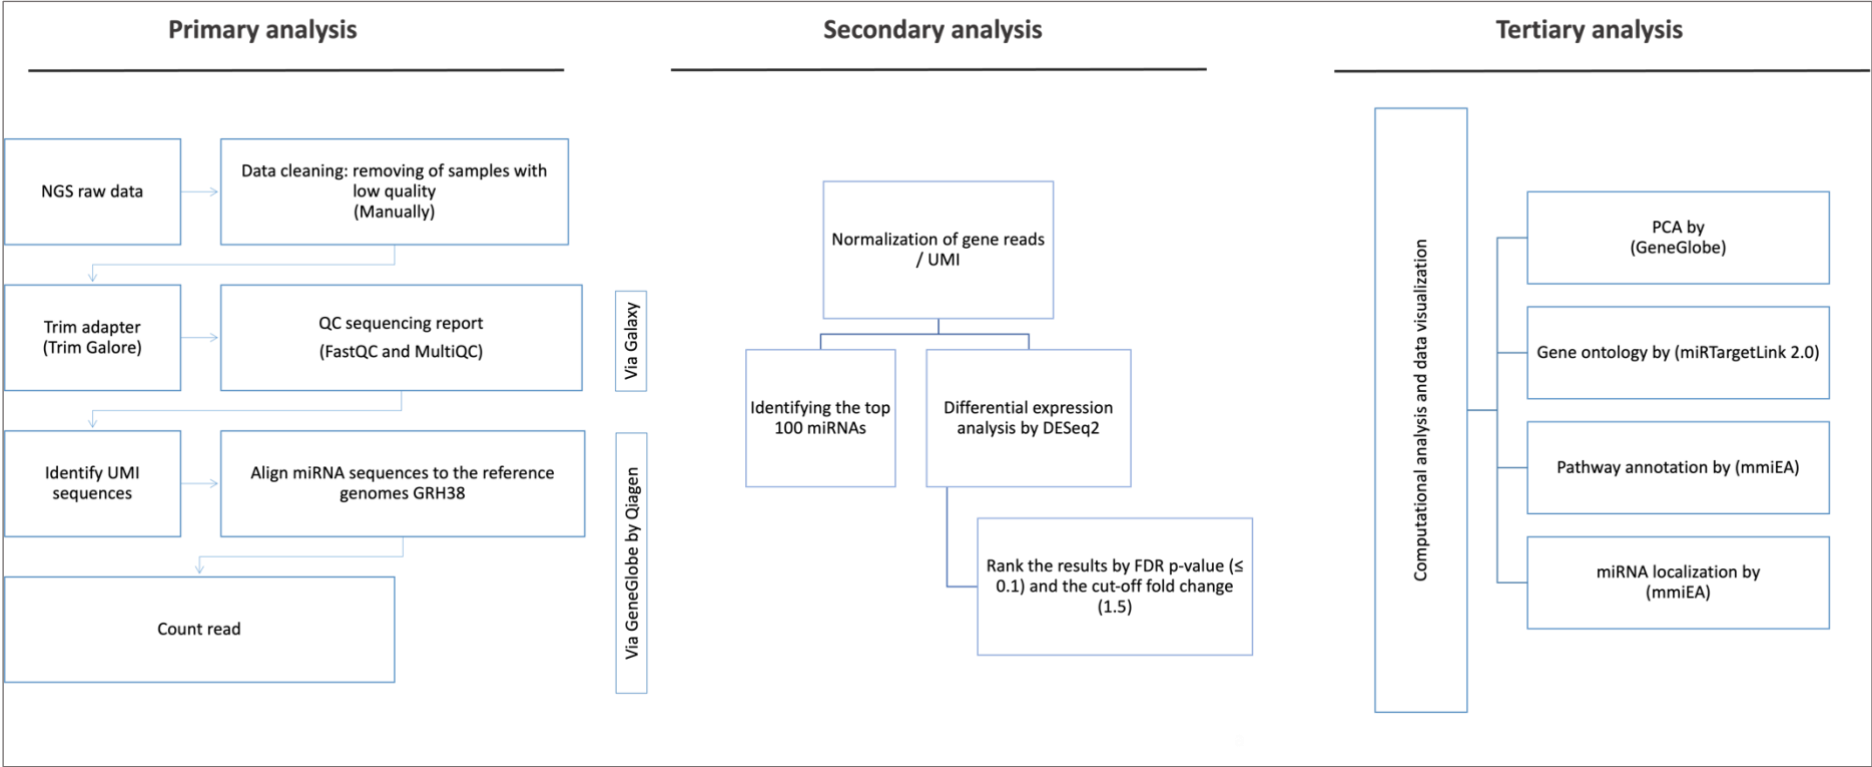 Primary analysis
NGS raw data
Data cleaning: removing of samples with
low quality
(Manually)
Trim adapter
(Trim Galore)
QC sequencing report
(FastQC and MultiQC)
Via Galaxy
Identify UMI
sequences
Align miRNA sequences to the reference
genomes GRH38
Count read
Via GeneGlobe by Qiagen
Secondary analysis
Normalization of gene reads
/ UMI
Identifying the top
100 miRNAs
Differential expression
analysis by DESeq2
Rank the results by FDR p-value (≤
0.1) and the cut-off fold change
(1.5)
Tertiary analysis
Computational analysis and data visualization
PCA by
(GeneGlobe)
Gene ontology by (miRTargetLink 2.0)
Pathway annotation by (mmiEA)
miRNA localization by
(mmiEA)